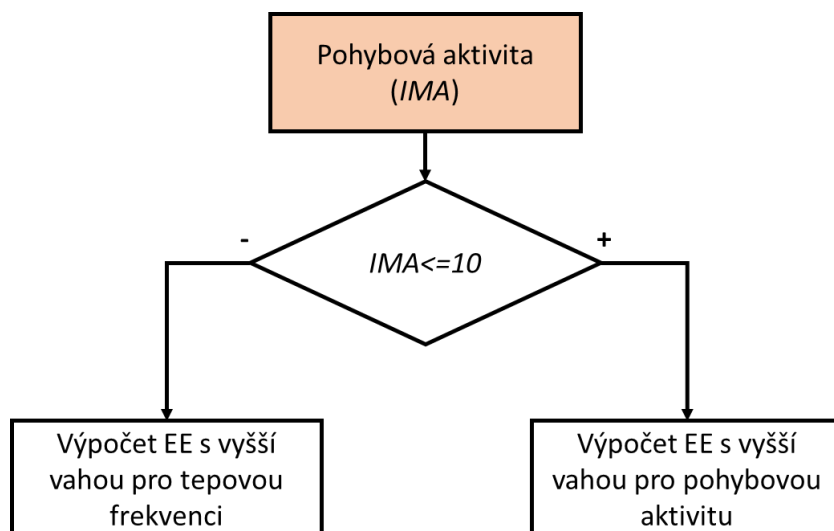 Pohybová aktivita
(IMA)
-
+
IMA<=10
Výpočet EE s vyšší
vahou pro tepovou
frekvenci
Výpočet EE s vyšší
vahou pro pohybovou
aktivitu